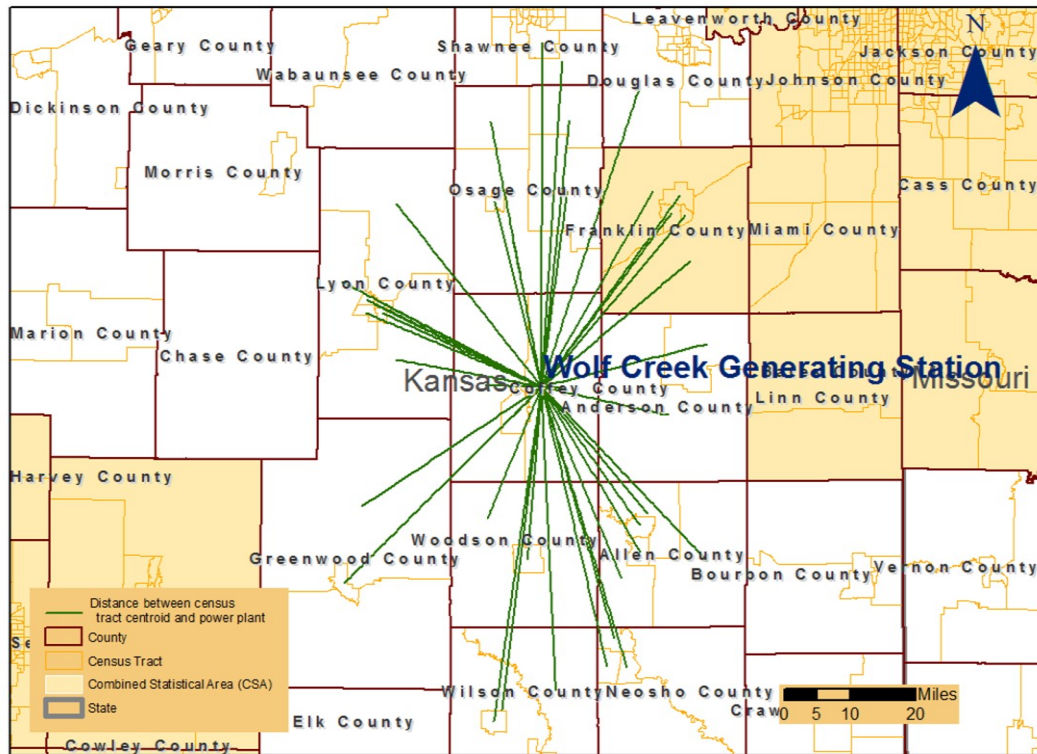 Leavenworth County
N
Geary County
Shawnee County
Jackson County
Wabaunsee County
Douglas County
Johnson County
Dickinson County
Morris County
Osage County
Cass County
Franklin County
Miami County
Lyon County
Marion County
Chase County
Wolf Creek Generating Station
Kansas
Missouri
Coffey County
Linn County
Anderson County
Harvey County
Woodson County
Greenwood County
Allen County
Bourbon County
Vernon County
Distance between census
tract centroid and power plant
County
Census Tract
Combined Statistical Area (CSA)
State
Se
Wilson County
Neosho County
Craw
Elk County
Cowley County
Miles
0 5 10 20